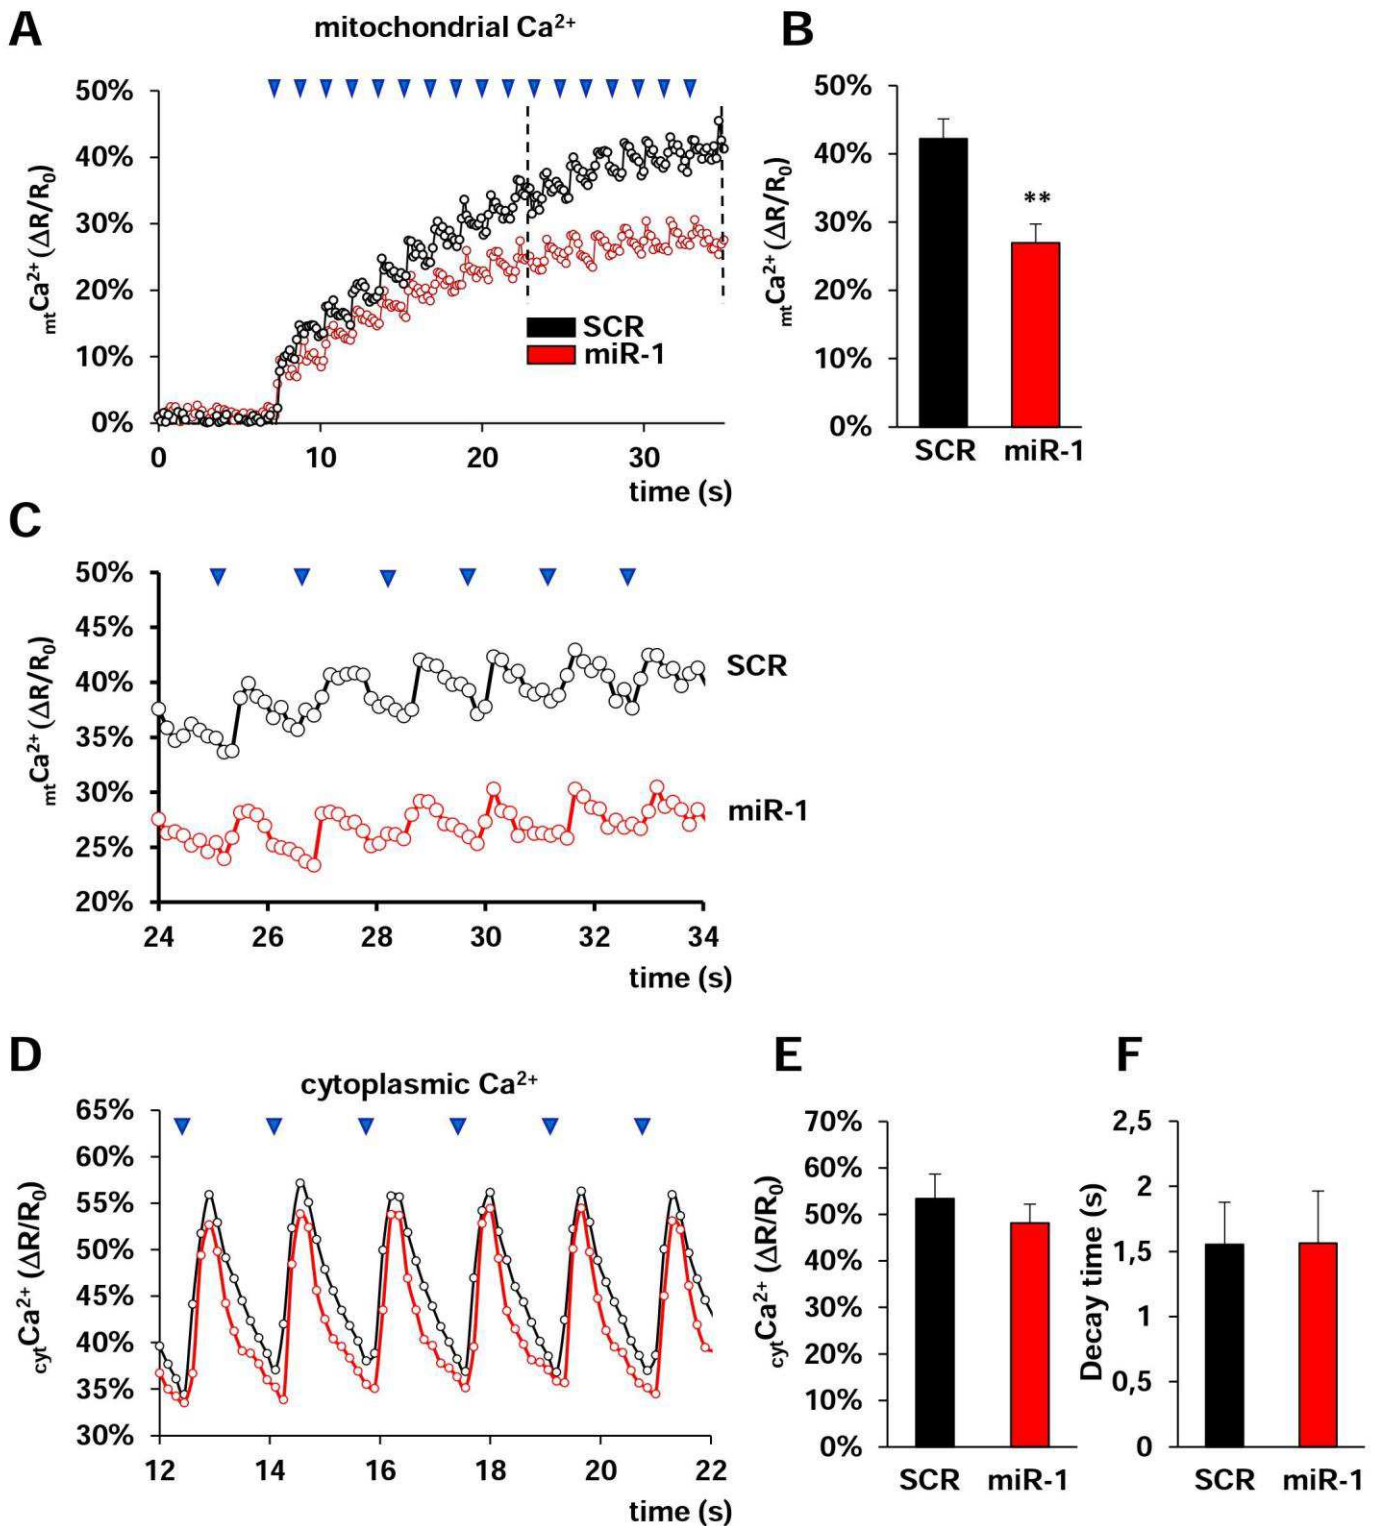 A
mitochondrial Ca²⁺
50%
40%
30%
20%
10%
0%
mtCa²⁺ (ΔR/R₀)
SCR
miR-1
0 10 20 30
time (s)
B
50%
40%
30%
20%
10%
0%
mtCa²⁺ (ΔR/R₀)
**
SCR miR-1
C
50%
45%
40%
35%
30%
25%
20%
mtCa²⁺ (ΔR/R₀)
SCR
miR-1
24 26 28 30 32 34
time (s)
D
cytoplasmic Ca²⁺
65%
60%
55%
50%
45%
40%
35%
30%
cytCa²⁺ (ΔR/R₀)
12 14 16 18 20 22
time (s)
E
70%
60%
50%
40%
30%
20%
10%
0%
cytCa²⁺ (ΔR/R₀)
SCR miR-1
F
2,5
2
1,5
1
0,5
0
Decay time (s)
SCR miR-1